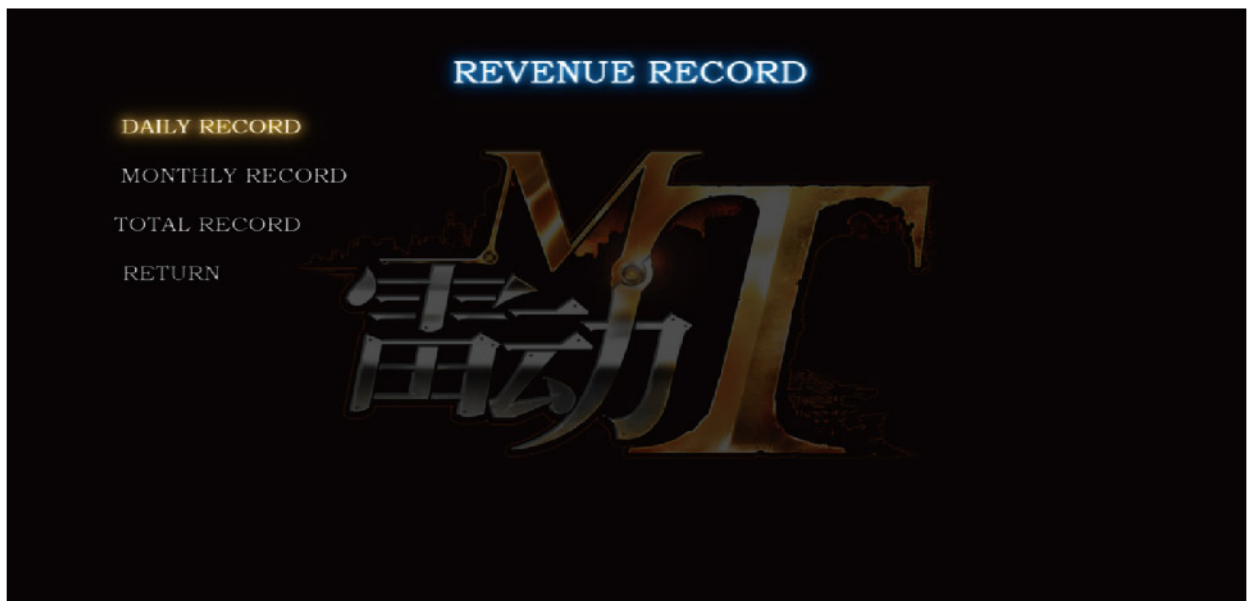 REVENUE RECORD
DAILY RECORD
MONTHLY RECORD
TOTAL RECORD
RETURN
MT
雷动